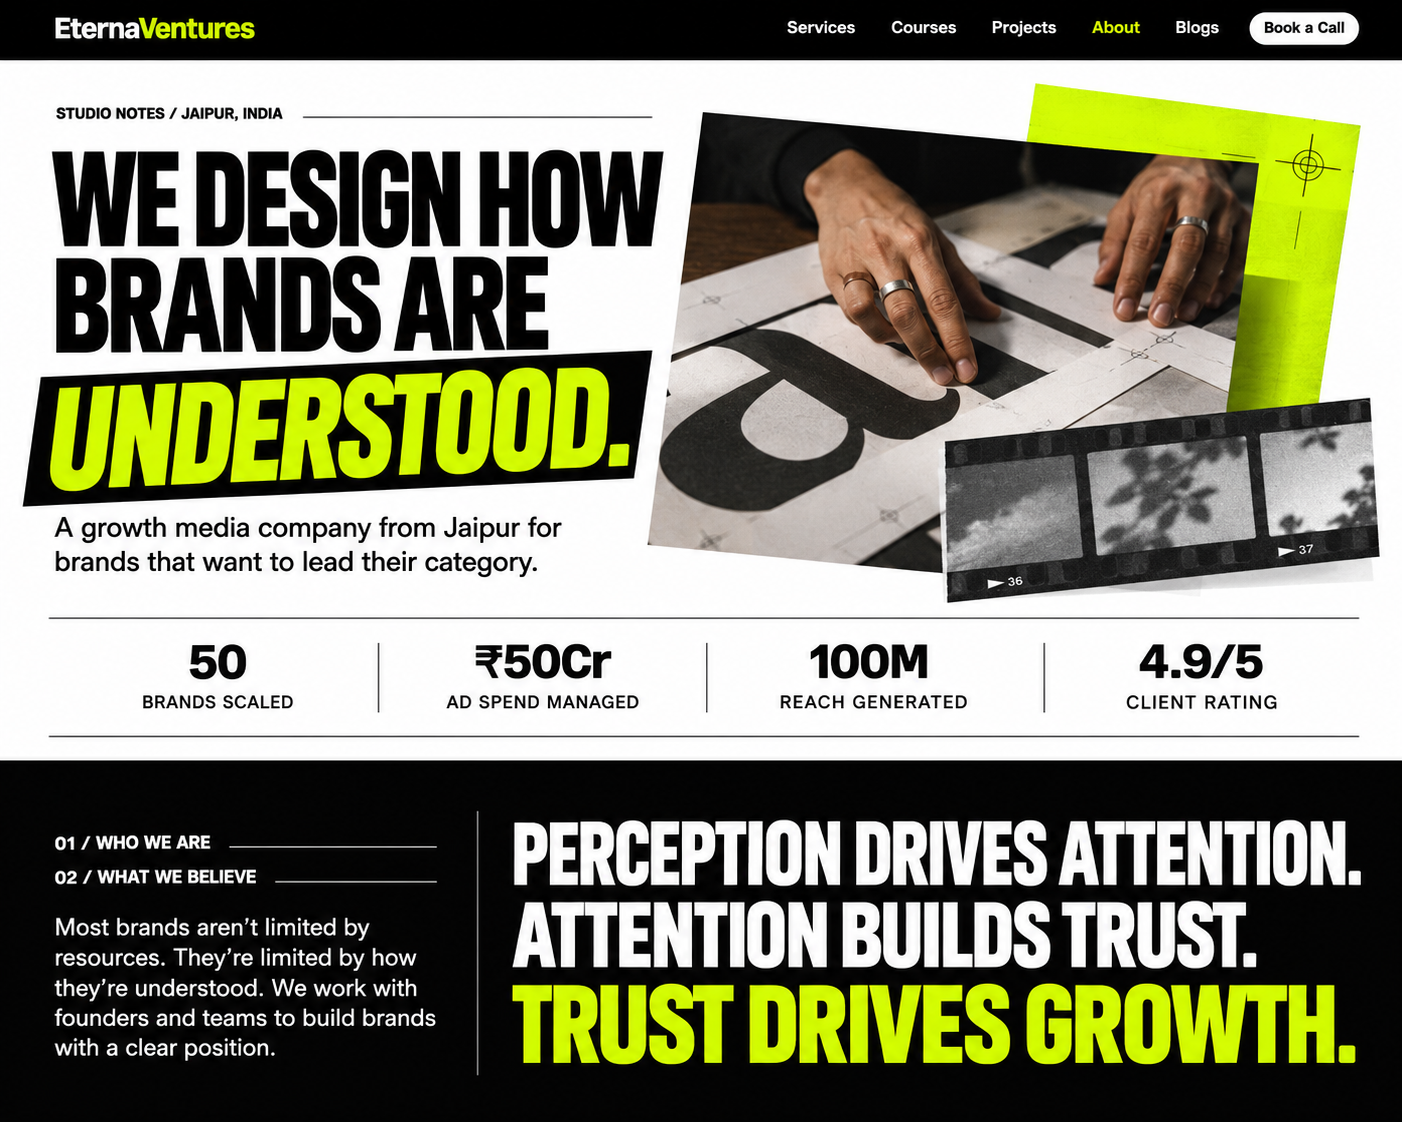 EternaVentures
Services Courses Projects About Blogs Book a Call
STUDIO NOTES / JAIPUR, INDIA
WE DESIGN HOW
BRANDS ARE
UNDERSTOOD.
A growth media company from Jaipur for
brands that want to lead their category.
a
36
37
50
BRANDS SCALED
₹50Cr
AD SPEND MANAGED
100M
REACH GENERATED
4.9/5
CLIENT RATING
01 / WHO WE ARE
02 / WHAT WE BELIEVE
Most brands aren’t limited by
resources. They’re limited by how
they’re understood. We work with
founders and teams to build brands
with a clear position.
PERCEPTION DRIVES ATTENTION.
ATTENTION BUILDS TRUST.
TRUST DRIVES GROWTH.